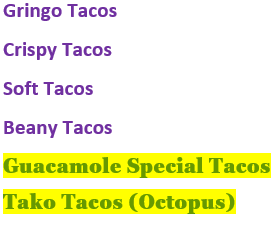 Gringo Tacos
Crispy Tacos
Soft Tacos
Beany Tacos
Guacamole Special Tacos
Tako Tacos (Octopus)